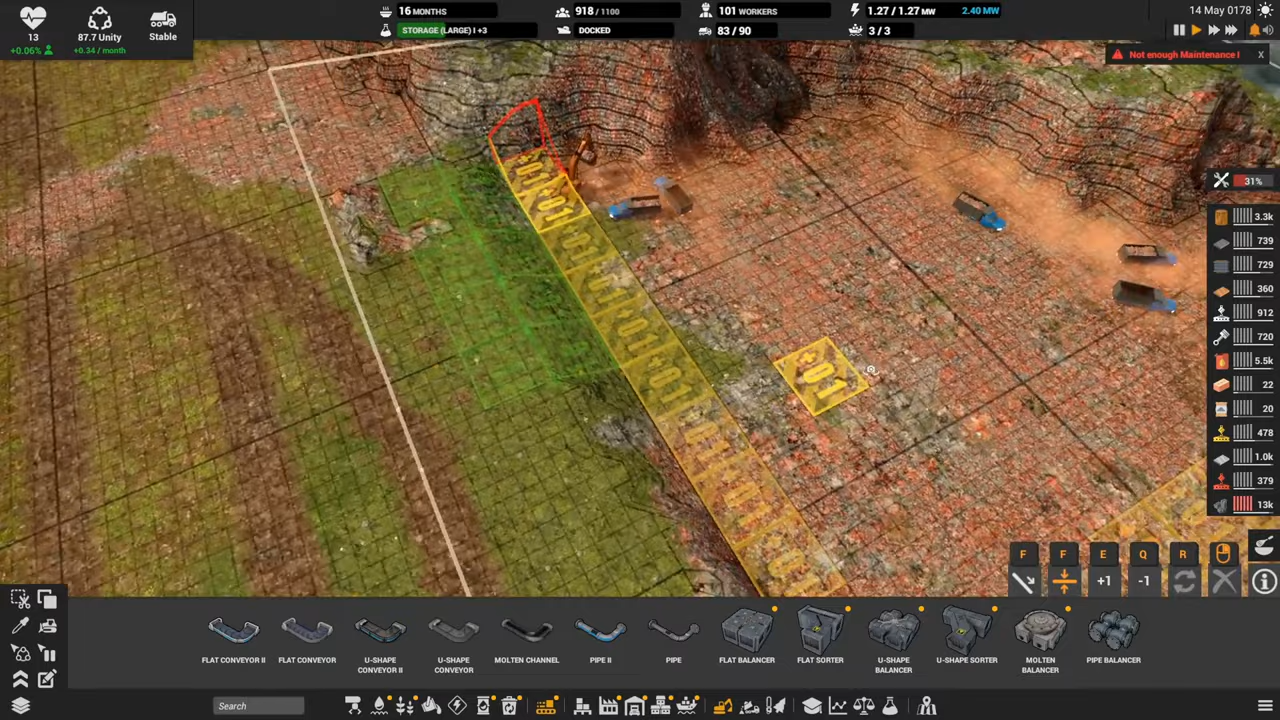 13
+0.06%
87.7 Unity
+0.34 / month
Stable
16 MONTHS
STORAGE (LARGE) I +3
918 / 1100
DOCKED
101 WORKERS
83 / 90
1.27 / 1.27 MW
2.40 MW
3 / 3
14 May 0178
Not enough Maintenance I
X
31%
3.3k
739
729
360
912
720
5.5k
22
20
478
1.0k
379
13k
+01
+01
+01
+01
F
F
E
Q
R
+1
-1
FLAT CONVEYOR II
FLAT CONVEYOR
U-SHAPE CONVEYOR II
U-SHAPE CONVEYOR
MOLTEN CHANNEL
PIPE II
PIPE
FLAT BALANCER
FLAT SORTER
U-SHAPE BALANCER
U-SHAPE SORTER
MOLTEN BALANCER
PIPE BALANCER
Search